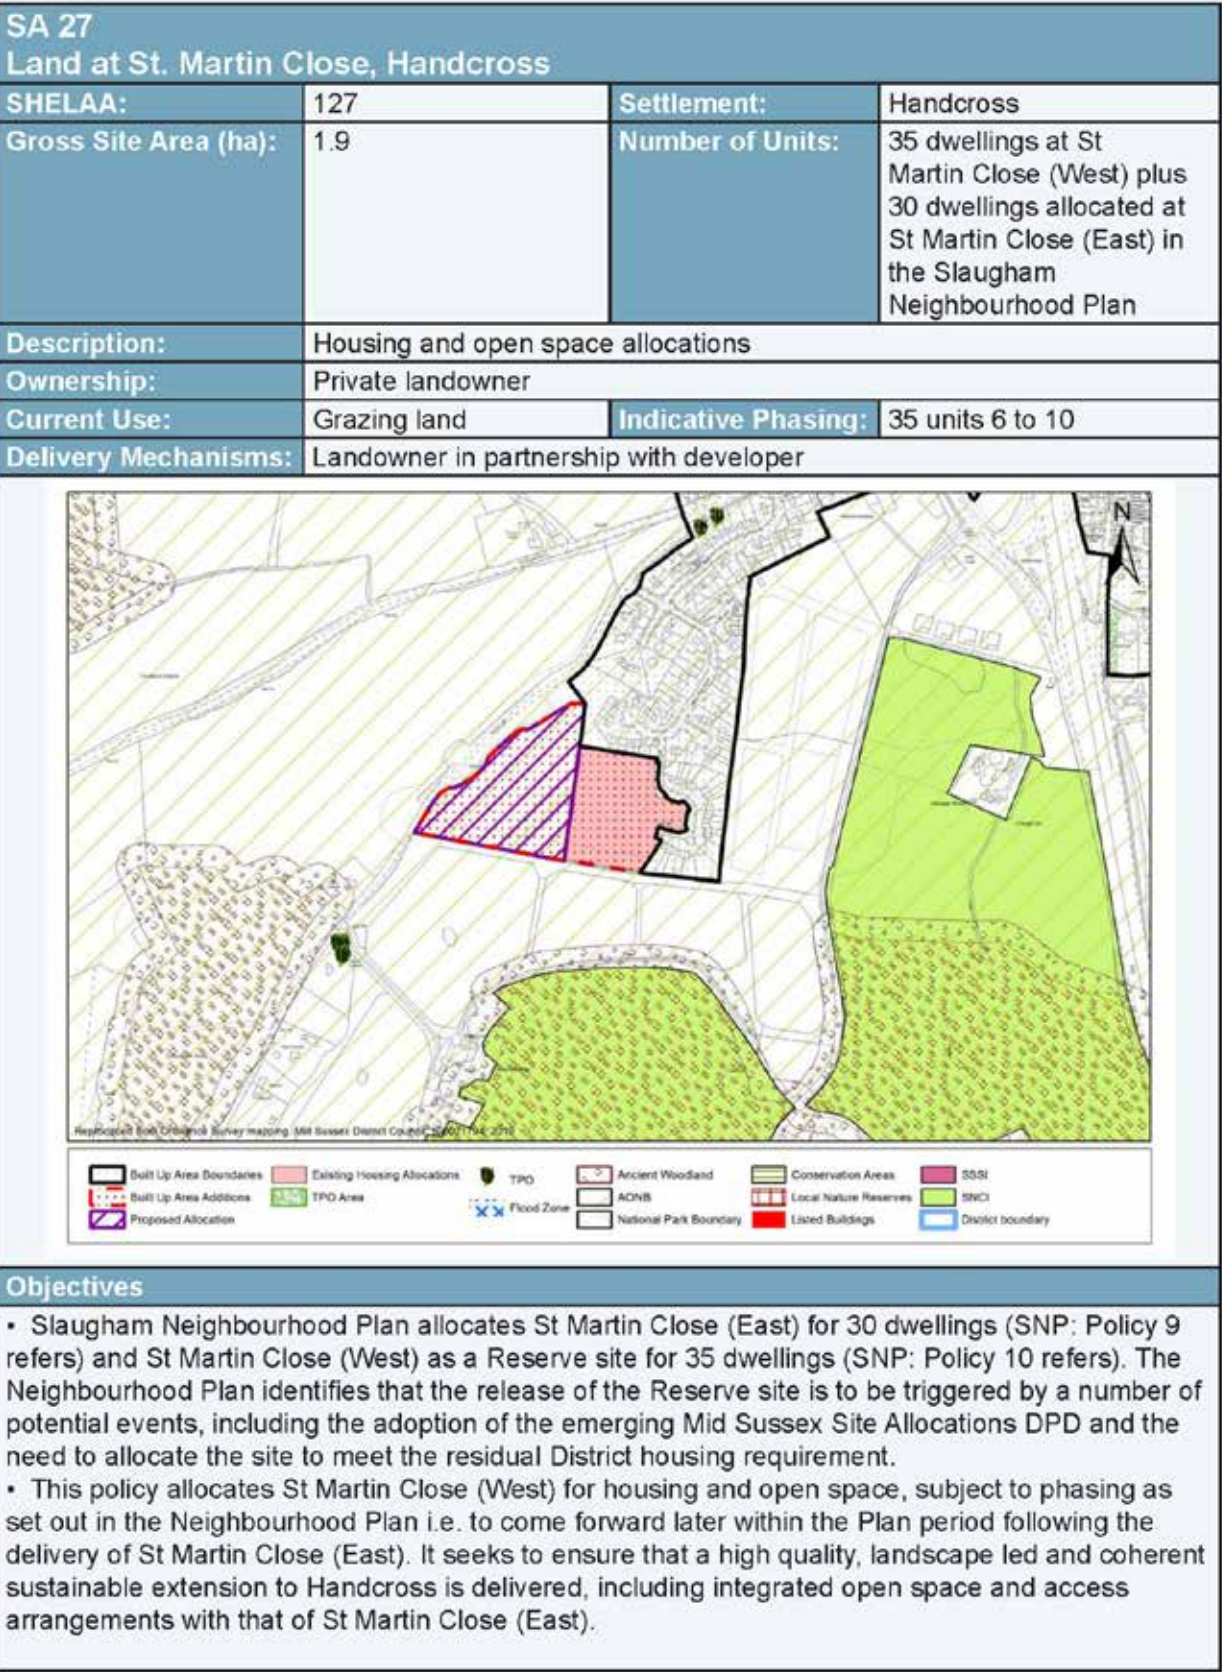 SA 27
Land at St. Martin Close, Handcross
SHELAA:
127
Settlement:
Handcross
Gross Site Area (ha):
1.9
Number of Units:
35 dwellings at St
Martin Close (West) plus
30 dwellings allocated at
St Martin Close (East) in
the Slaugham
Neighbourhood Plan
Description:
Housing and open space allocations
Ownership:
Private landowner
Current Use:
Grazing land
Indicative Phasing:
35 units 6 to 10
Delivery Mechanisms:
Landowner in partnership with developer
N
Reproduced from Ordnance Survey mapping. Mid Sussex District Council
Built Up Area Boundaries
Existing Housing Allocations
TPO
Ancient Woodland
Conservation Areas
SSSI
Built Up Area Additions
TPO Area
Flood Zone
AONB
Local Nature Reserves
SNCI
Proposed Allocation
National Park Boundary
Listed Buildings
District boundary
Objectives
• Slaugham Neighbourhood Plan allocates St Martin Close (East) for 30 dwellings (SNP: Policy 9
refers) and St Martin Close (West) as a Reserve site for 35 dwellings (SNP: Policy 10 refers). The
Neighbourhood Plan identifies that the release of the Reserve site is to be triggered by a number of
potential events, including the adoption of the emerging Mid Sussex Site Allocations DPD and the
need to allocate the site to meet the residual District housing requirement.
• This policy allocates St Martin Close (West) for housing and open space, subject to phasing as
set out in the Neighbourhood Plan i.e. to come forward later within the Plan period following the
delivery of St Martin Close (East). It seeks to ensure that a high quality, landscape led and coherent
sustainable extension to Handcross is delivered, including integrated open space and access
arrangements with that of St Martin Close (East).